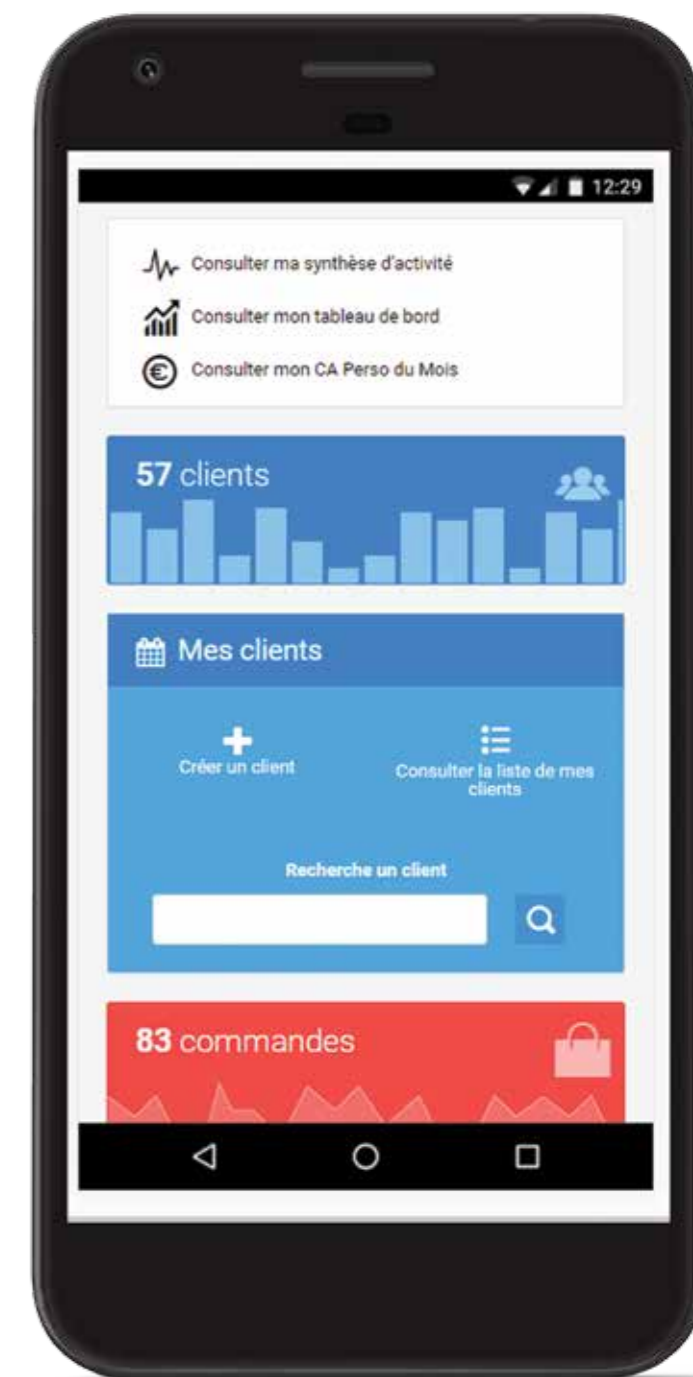 12:29
Consulter ma synthèse d'activité
Consulter mon tableau de bord
Consulter mon CA Perso du Mois
57 clients
Mes clients
Créer un client
Consulter la liste de mes
clients
Recherche un client
83 commandes